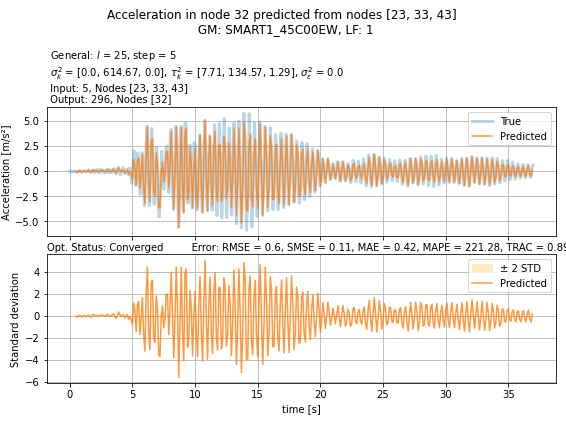 Acceleration in node 32 predicted from nodes [23, 33, 43]
GM: SMART1_45C00EW, LF: 1
General: l = 25, step = 5
σ²ₖ = [0.0, 614.67, 0.0], τ²ₖ = [7.71, 134.57, 1.29], σ²ε = 0.0
Input: 5, Nodes [23, 33, 43]
Output: 296, Nodes [32]
Acceleration [m/s²]
5.0
2.5
0.0
−2.5
−5.0
True
Predicted
Opt. Status: Converged Error: RMSE = 0.6, SMSE = 0.11, MAE = 0.42, MAPE = 221.28, TRAC = 0.89
Standard deviation
4
2
0
−2
−4
−6
± 2 STD
Predicted
0 5 10 15 20 25 30 35
time [s]